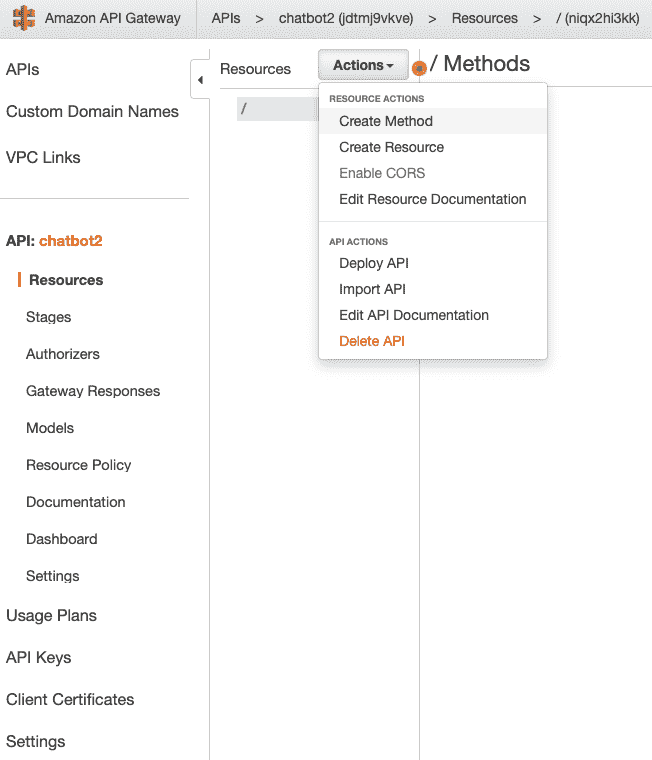 Amazon API Gateway APIs > chatbot2 (jdtmj9vkve) > Resources > / (niqx2hi3kk)
APIs
Custom Domain Names
VPC Links
API: chatbot2
Resources
Stages
Authorizers
Gateway Responses
Models
Resource Policy
Documentation
Dashboard
Settings
Usage Plans
API Keys
Client Certificates
Settings
Resources
/
Actions
/ Methods
RESOURCE ACTIONS
Create Method
Create Resource
Enable CORS
Edit Resource Documentation
API ACTIONS
Deploy API
Import API
Edit API Documentation
Delete API